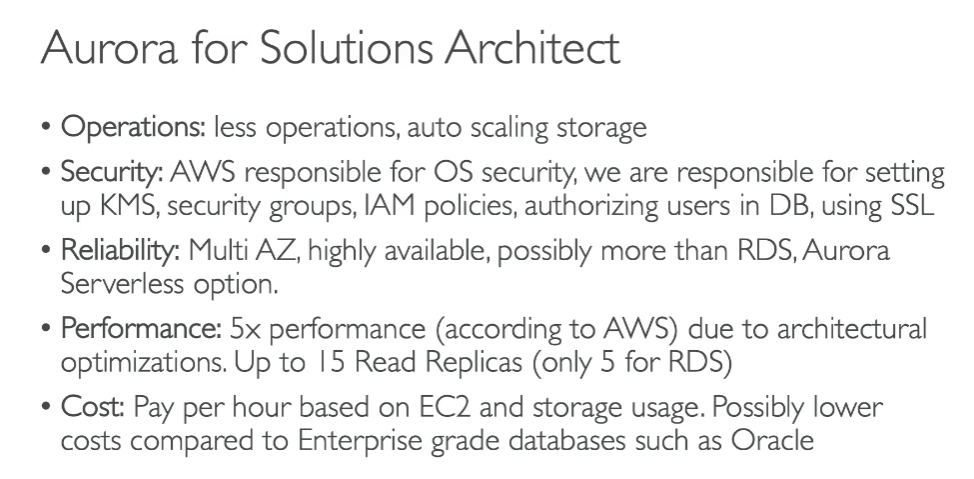 Aurora for Solutions Architect
• Operations: less operations, auto scaling storage
• Security: AWS responsible for OS security, we are responsible for setting
up KMS, security groups, IAM policies, authorizing users in DB, using SSL
• Reliability: Multi AZ, highly available, possibly more than RDS, Aurora
Serverless option.
• Performance: 5x performance (according to AWS) due to architectural
optimizations. Up to 15 Read Replicas (only 5 for RDS)
• Cost: Pay per hour based on EC2 and storage usage. Possibly lower
costs compared to Enterprise grade databases such as Oracle